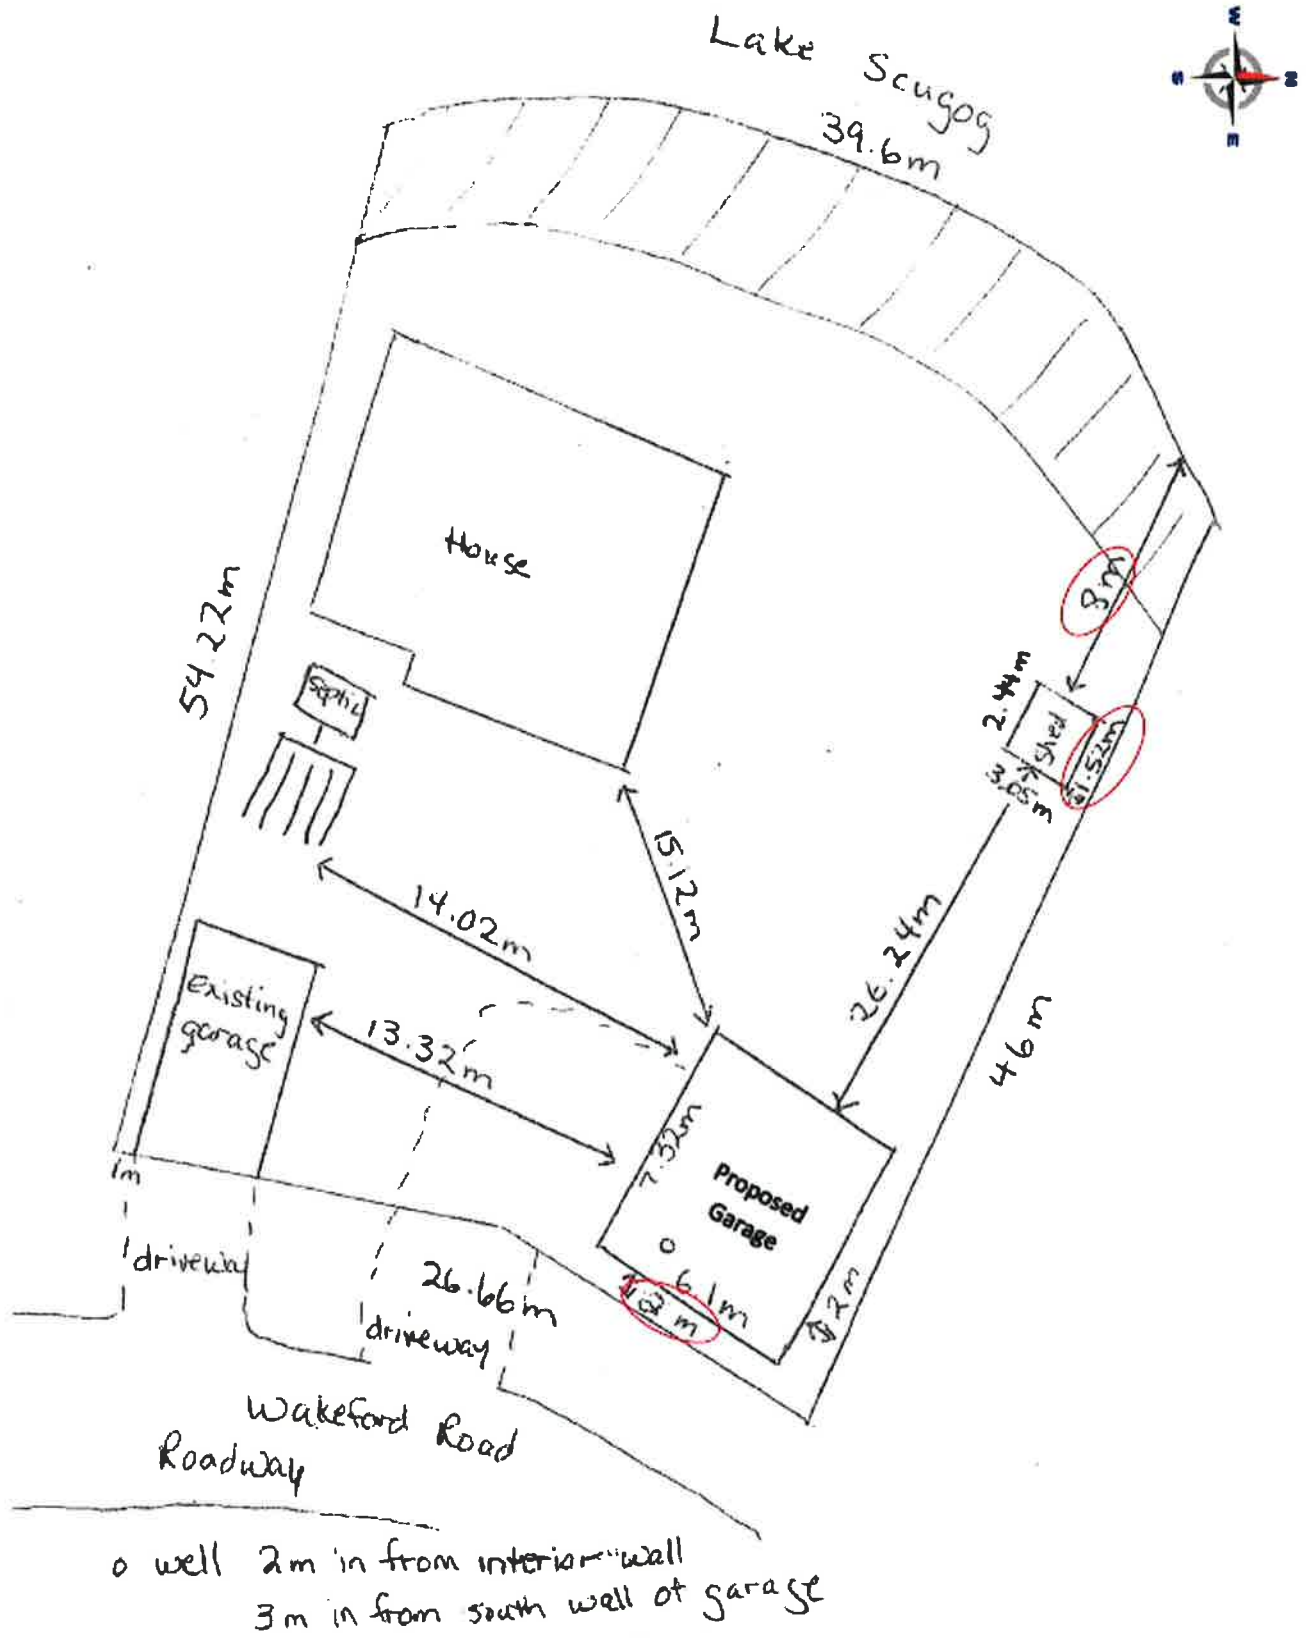 Lake Scugog
39.6m
W
S
N
E
House
54.22m
septic
8m
2.44m
Shed
1.52m
3.05m
15.12m
14.02m
26.24m
46m
Existing
garage
13.32m
7.32m
Proposed
Garage
6.1m
m
2m
1m
driveway
26.66m
driveway
Wakeford Road
Roadway
o well 2m in from interior wall
3m in from south wall of garage